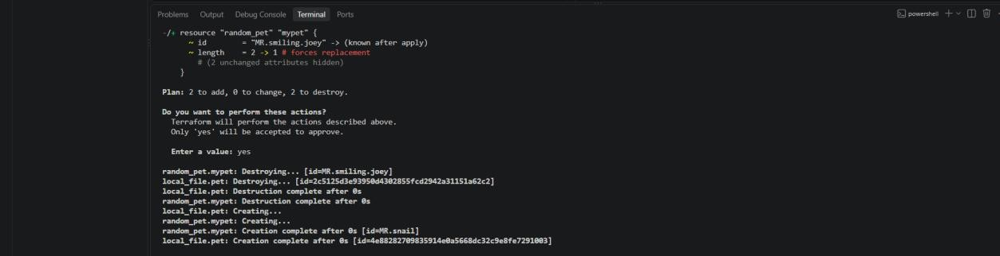 Problems Output Debug Console Terminal Ports
powershell
-/+ resource "random_pet" "mypet" {
~ id = "MR.smiling.joey" -> (known after apply)
~ length = 2 -> 1 # forces replacement
# (2 unchanged attributes hidden)
}
Plan: 2 to add, 0 to change, 2 to destroy.
Do you want to perform these actions?
Terraform will perform the actions described above.
Only 'yes' will be accepted to approve.
Enter a value: yes
random_pet.mypet: Destroying... [id=MR.smiling.joey]
local_file.pet: Destroying... [id=2c5125d3e93950d4302855fcd2942a31151a62c2]
local_file.pet: Destruction complete after 0s
random_pet.mypet: Destruction complete after 0s
local_file.pet: Creating...
random_pet.mypet: Creating...
random_pet.mypet: Creation complete after 0s [id=MR.snail]
local_file.pet: Creation complete after 0s [id=4e88282709835914e0a5668dc32c9e8fe7291003]